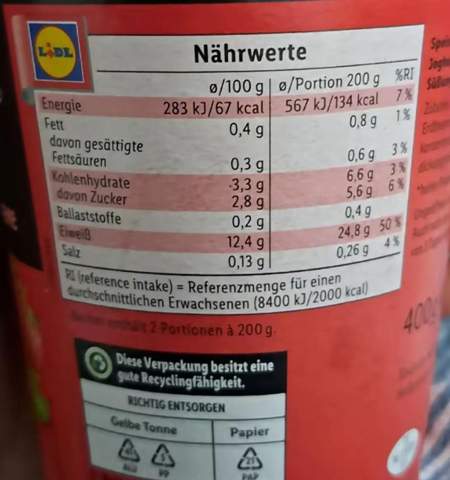 LIDL
Nährwerte
ø/100 g ø/Portion 200 g %RI
Energie 283 kJ/67 kcal 567 kJ/134 kcal 7%
Fett 0,4 g 0,8 g 1%
davon gesättigte
Fettsäuren 0,3 g 0,6 g 3%
Kohlenhydrate -3,3 g 6,6 g 3%
davon Zucker 2,8 g 5,6 g 6%
Ballaststoffe 0,2 g 0,4 g
Eiweiß 12,4 g 24,8 g 50%
Salz 0,13 g 0,26 g 4%
RI (reference intake) = Referenzmenge für einen
durchschnittlichen Erwachsenen (8400 kJ/2000 kcal)
enthält 2 Portionen à 200 g.
400g
Diese Verpackung besitzt eine
gute Recyclingfähigkeit.
RICHTIG ENTSORGEN
Gelbe Tonne Papier
41 5 21
ALU PP PAP